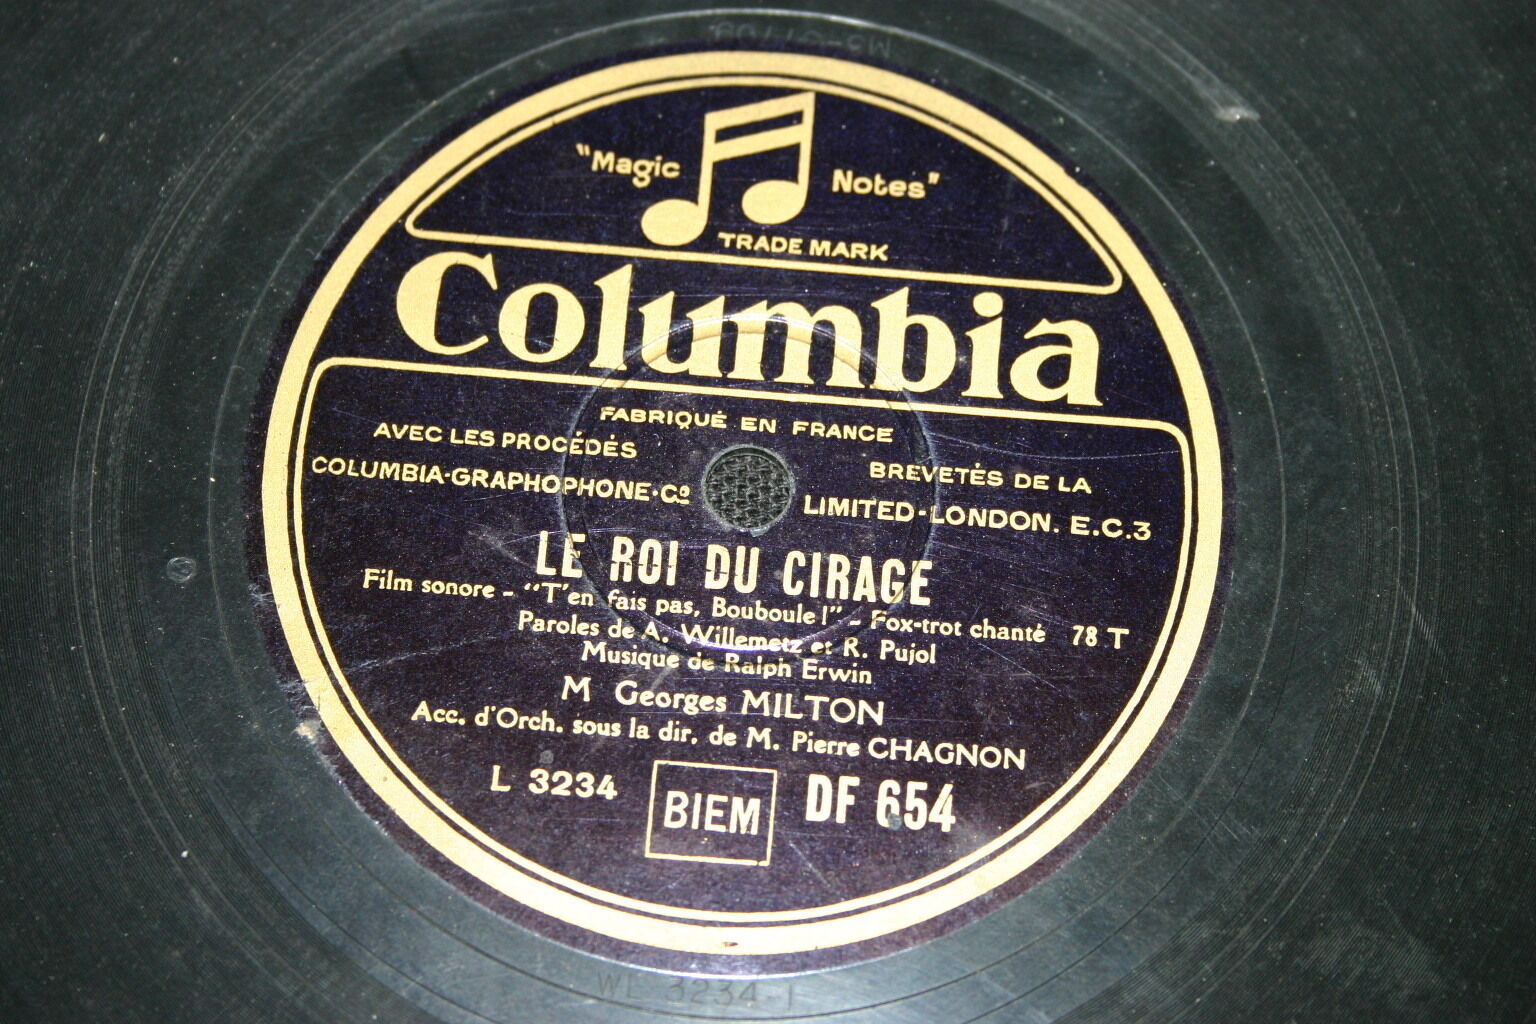 "Magic Notes"
TRADE MARK
Columbia
FABRIQUÉ EN FRANCE
AVEC LES PROCÉDÉS BREVETÉS DE LA
COLUMBIA-GRAPHOPHONE·Cº LIMITED-LONDON. E.C.3
LE ROI DU CIRAGE
Film sonore - "T'en fais pas, Bouboule!" - Fox-trot chanté 78 T
Paroles de A. Willemetz et R. Pujol
Musique de Ralph Erwin
M Georges MILTON
Acc. d'Orch. sous la dir. de M. Pierre CHAGNON
L 3234 BIEM DF 654
WL 3234-1